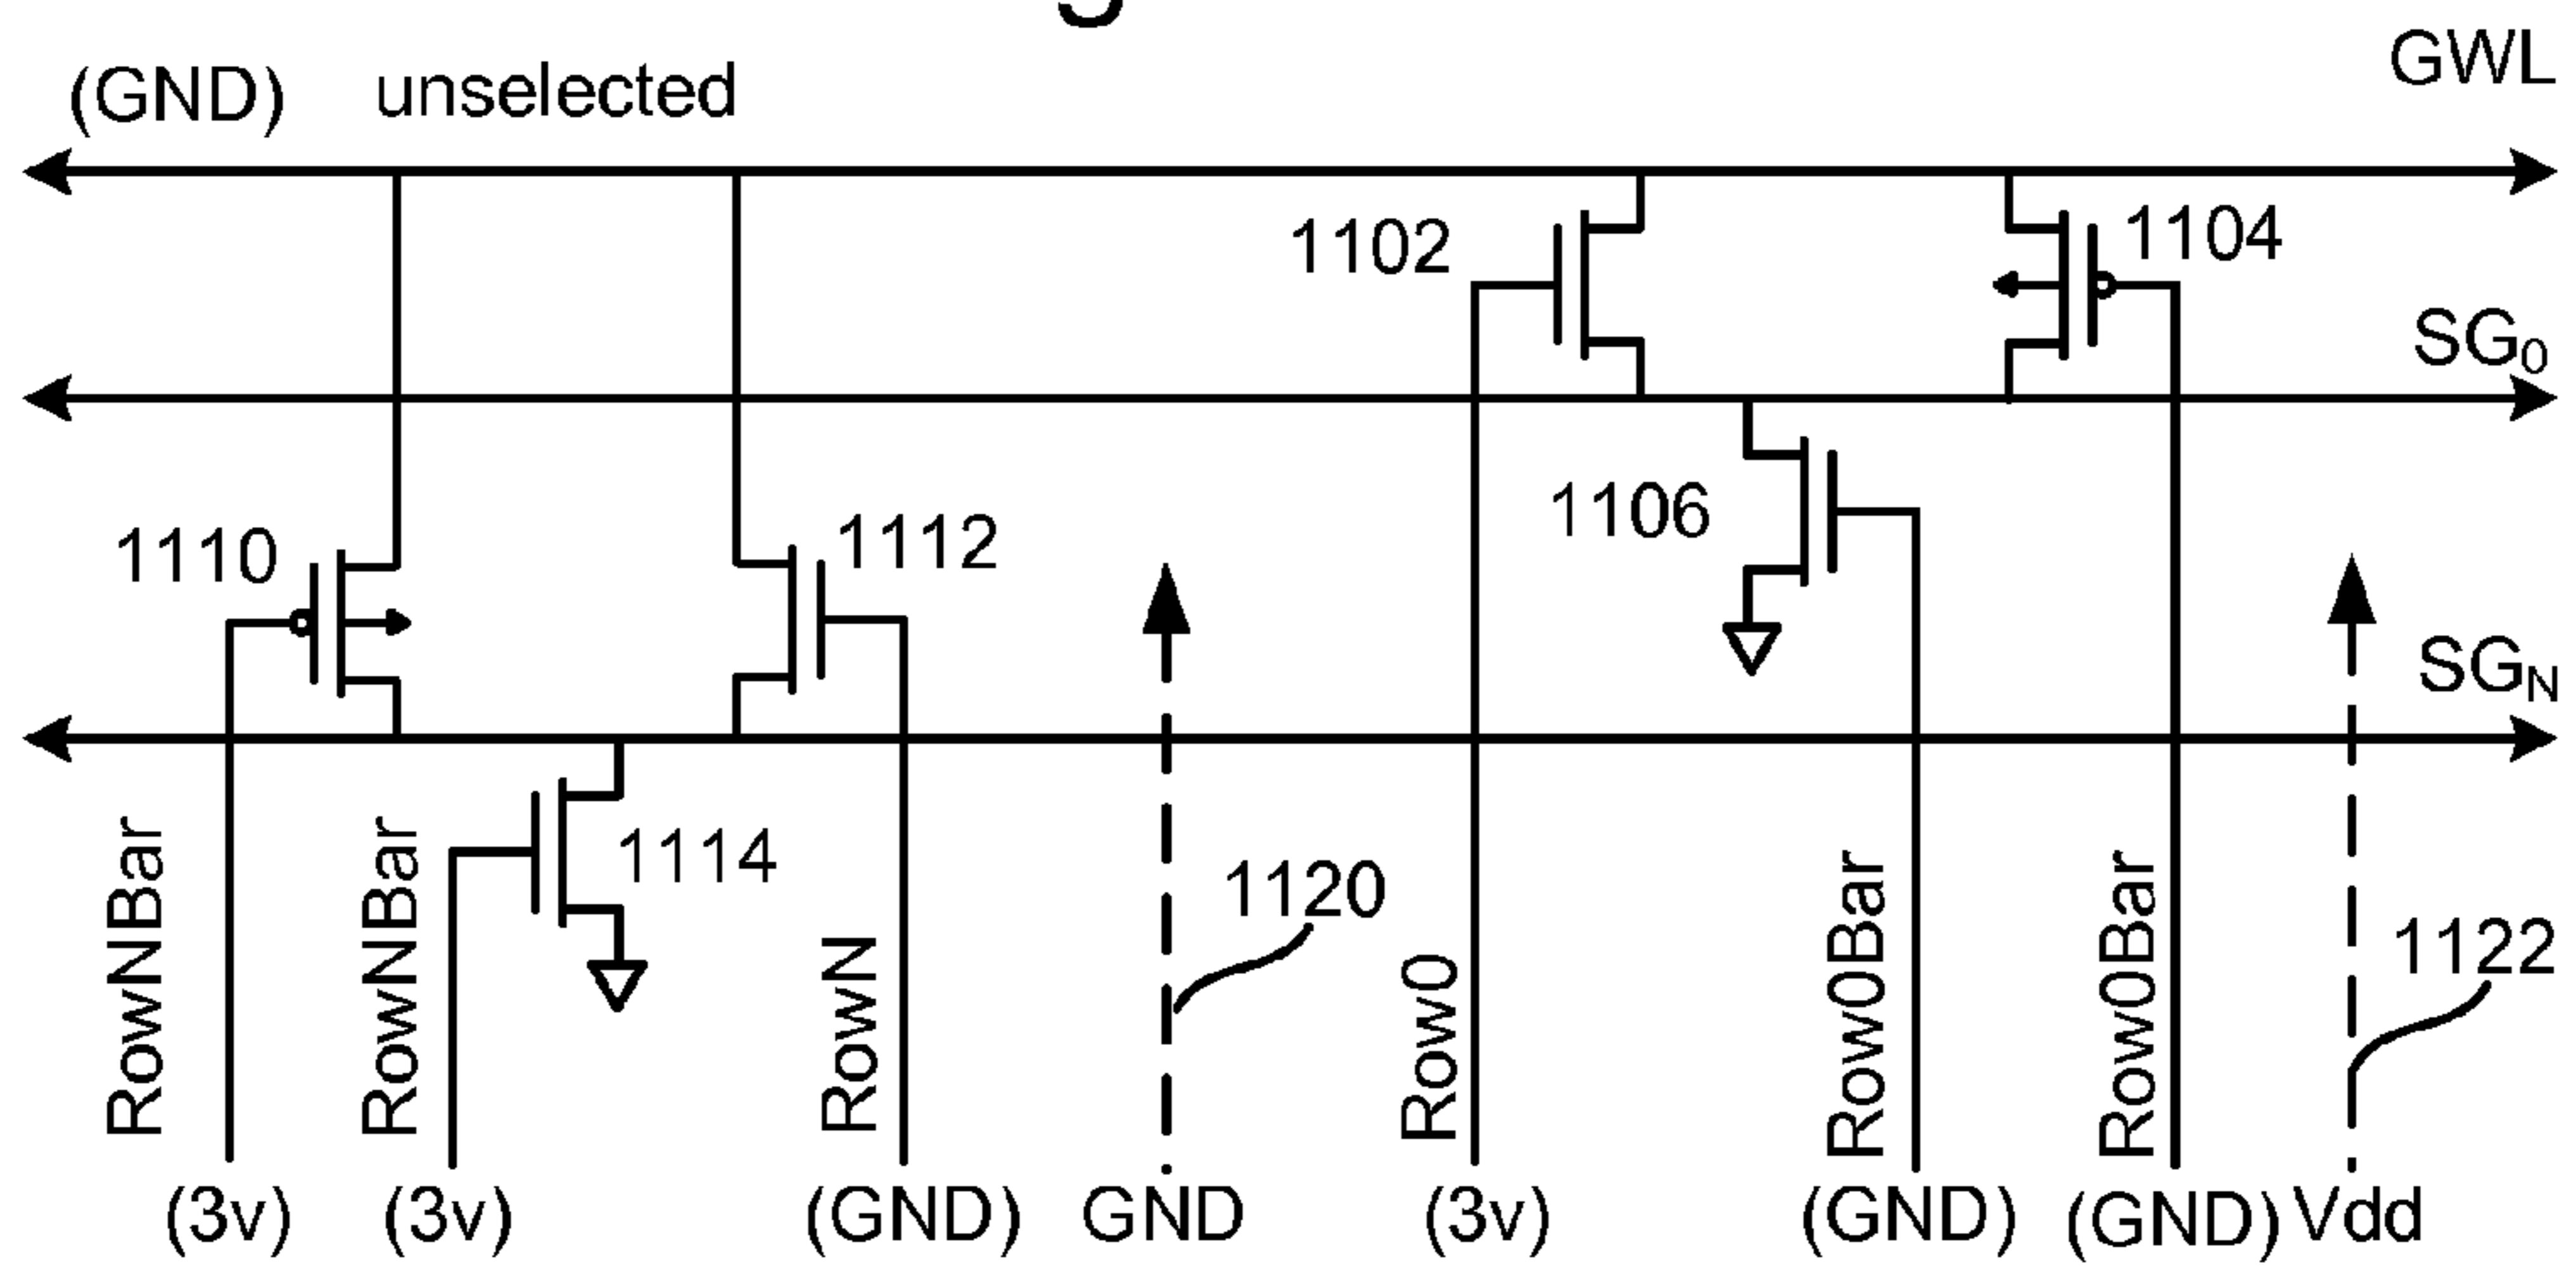 GWL
(GND) unselected
1102
1104
SG0
1106
1110
1112
SGN
1114
1120
1122
RowNBar
RowNBar
RowN
Row0
Row0Bar
Row0Bar
(3v) (3v) (GND) GND (3v) (GND) (GND) Vdd